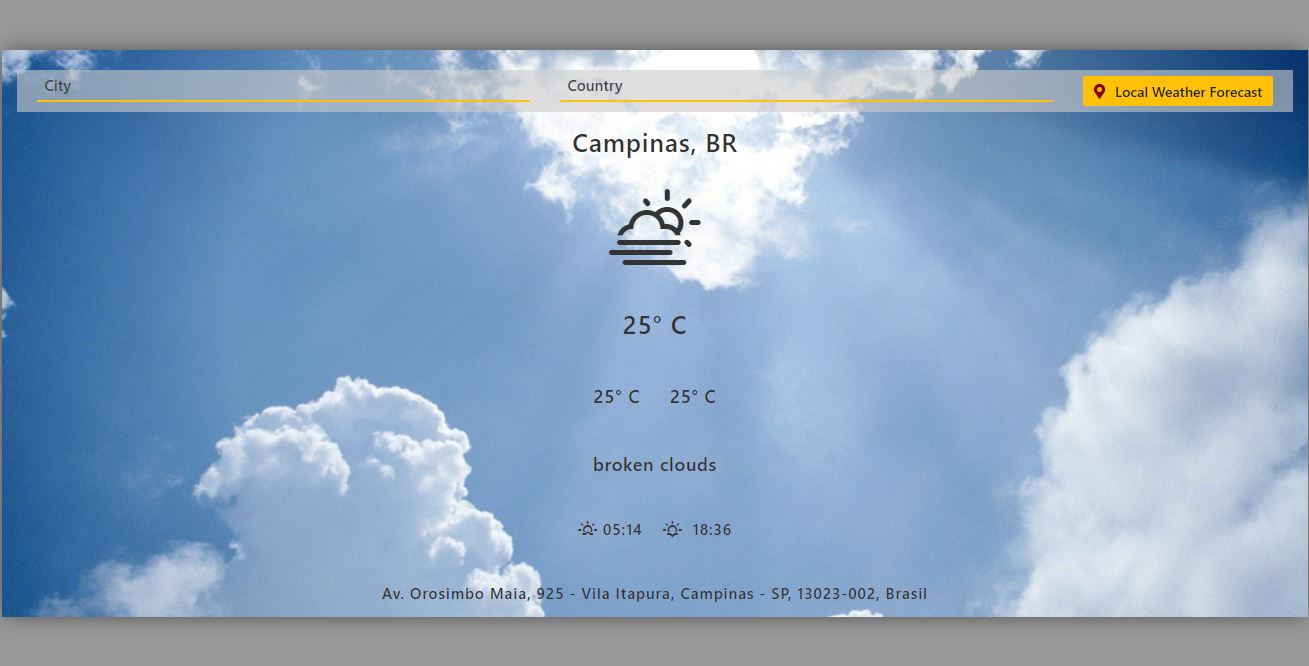 City Country Local Weather Forecast
Campinas, BR
25° C
25° C 25° C
broken clouds
05:14 18:36
Av. Orosimbo Maia, 925 - Vila Itapura, Campinas - SP, 13023-002, Brasil